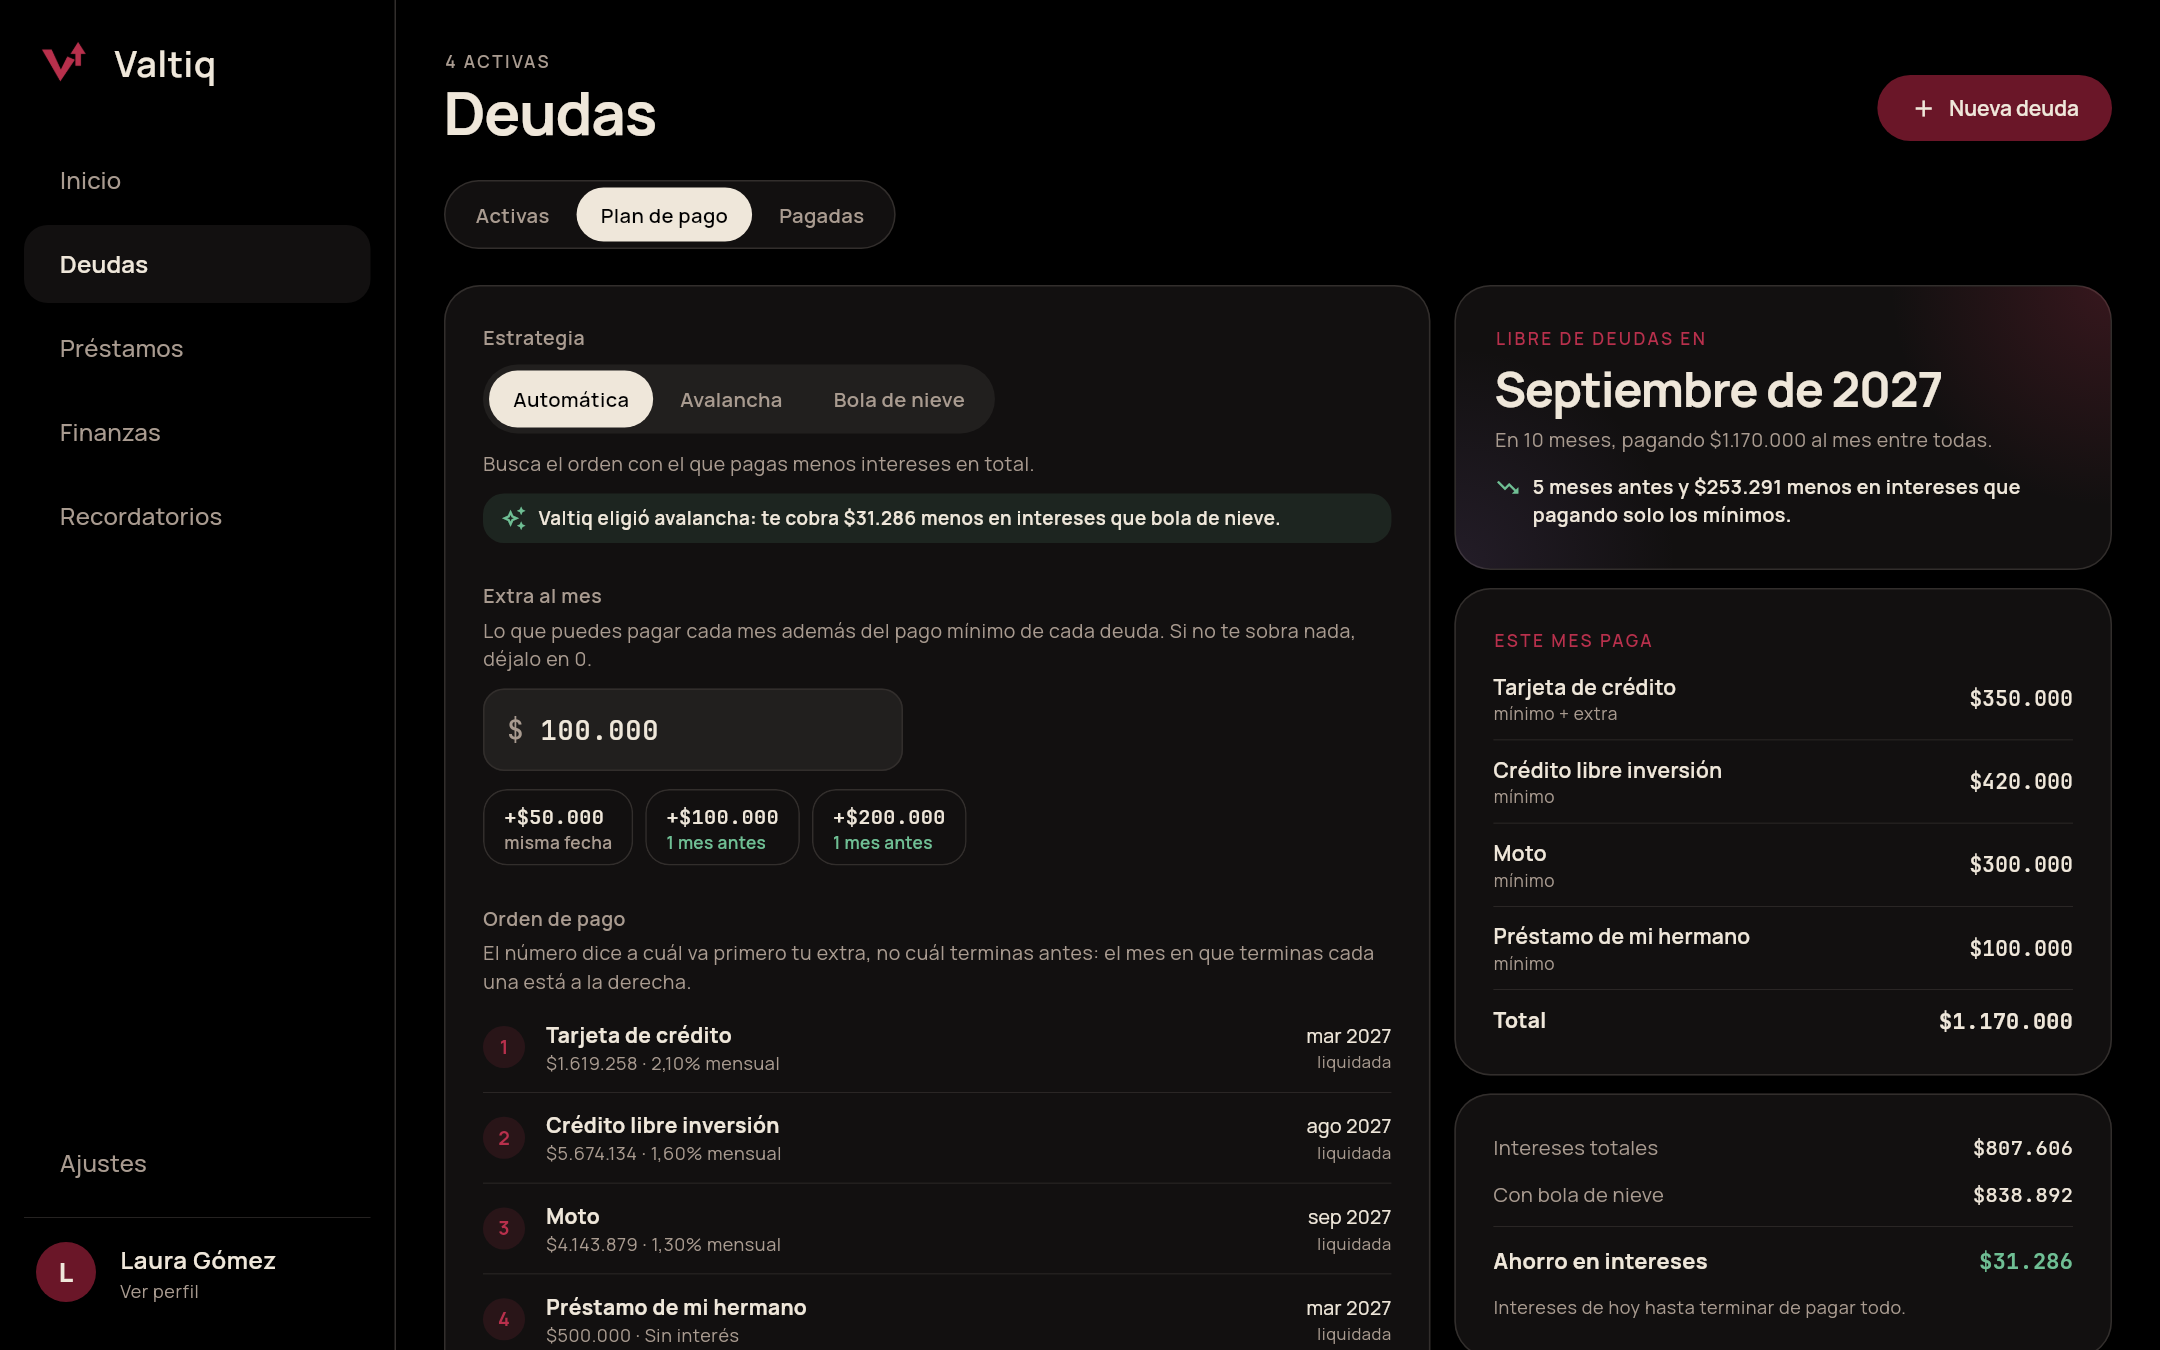 Valtiq
Inicio
Deudas
Préstamos
Finanzas
Recordatorios
Ajustes
L
Laura Gómez
Ver perfil
4 ACTIVAS
Deudas
+ Nueva deuda
Activas
Plan de pago
Pagadas
Estrategia
Automática
Avalancha
Bola de nieve
Busca el orden con el que pagas menos intereses en total.
Valtiq eligió avalancha: te cobra $31.286 menos en intereses que bola de nieve.
Extra al mes
Lo que puedes pagar cada mes además del pago mínimo de cada deuda. Si no te sobra nada,
déjalo en 0.
$ 100.000
+$50.000
misma fecha
+$100.000
1 mes antes
+$200.000
1 mes antes
Orden de pago
El número dice a cuál va primero tu extra, no cuál terminas antes: el mes en que terminas cada
una está a la derecha.
1
Tarjeta de crédito
$1.619.258 · 2,10% mensual
mar 2027
liquidada
2
Crédito libre inversión
$5.674.134 · 1,60% mensual
ago 2027
liquidada
3
Moto
$4.143.879 · 1,30% mensual
sep 2027
liquidada
4
Préstamo de mi hermano
$500.000 · Sin interés
mar 2027
liquidada
LIBRE DE DEUDAS EN
Septiembre de 2027
En 10 meses, pagando $1.170.000 al mes entre todas.
5 meses antes y $253.291 menos en intereses que
pagando solo los mínimos.
ESTE MES PAGA
Tarjeta de crédito
mínimo + extra
$350.000
Crédito libre inversión
mínimo
$420.000
Moto
mínimo
$300.000
Préstamo de mi hermano
mínimo
$100.000
Total
$1.170.000
Intereses totales
$807.606
Con bola de nieve
$838.892
Ahorro en intereses
$31.286
Intereses de hoy hasta terminar de pagar todo.